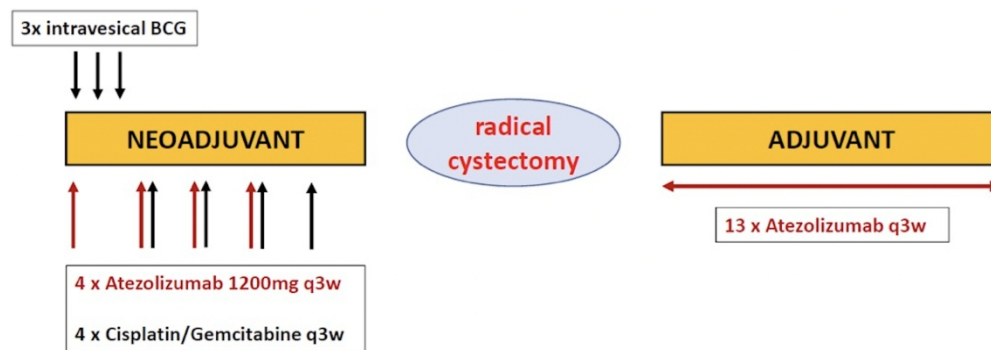 3x intravesical BCG
NEOADJUVANT
radical
cystectomy
ADJUVANT
13 x Atezolizumab q3w
4 x Atezolizumab 1200mg q3w
4 x Cisplatin/Gemcitabine q3w